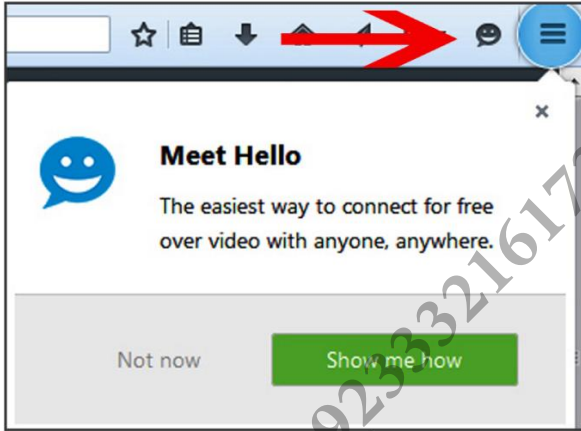 Meet Hello
The easiest way to connect for free
over video with anyone, anywhere.
Not now
Show me how